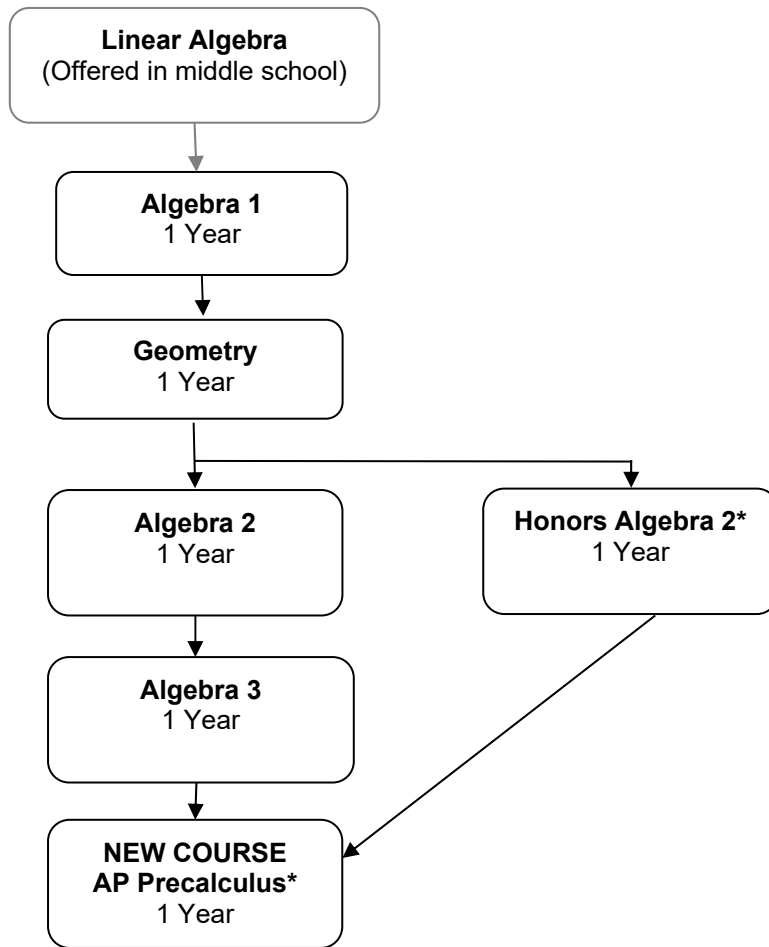 Linear Algebra
(Offered in middle school)
Algebra 1
1 Year
Geometry
1 Year
Algebra 2
1 Year
Honors Algebra 2*
1 Year
Algebra 3
1 Year
NEW COURSE
AP Precalculus*
1 Year